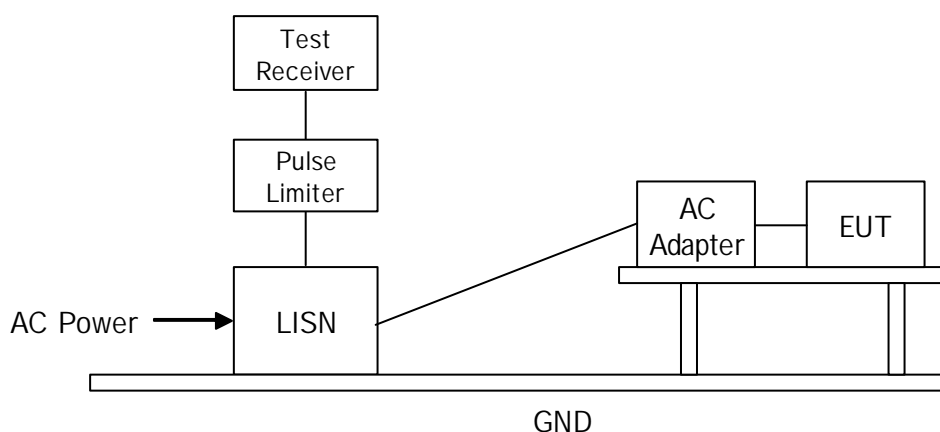 Test
Receiver
Pulse
Limiter
AC
Adapter
EUT
AC Power
LISN
GND